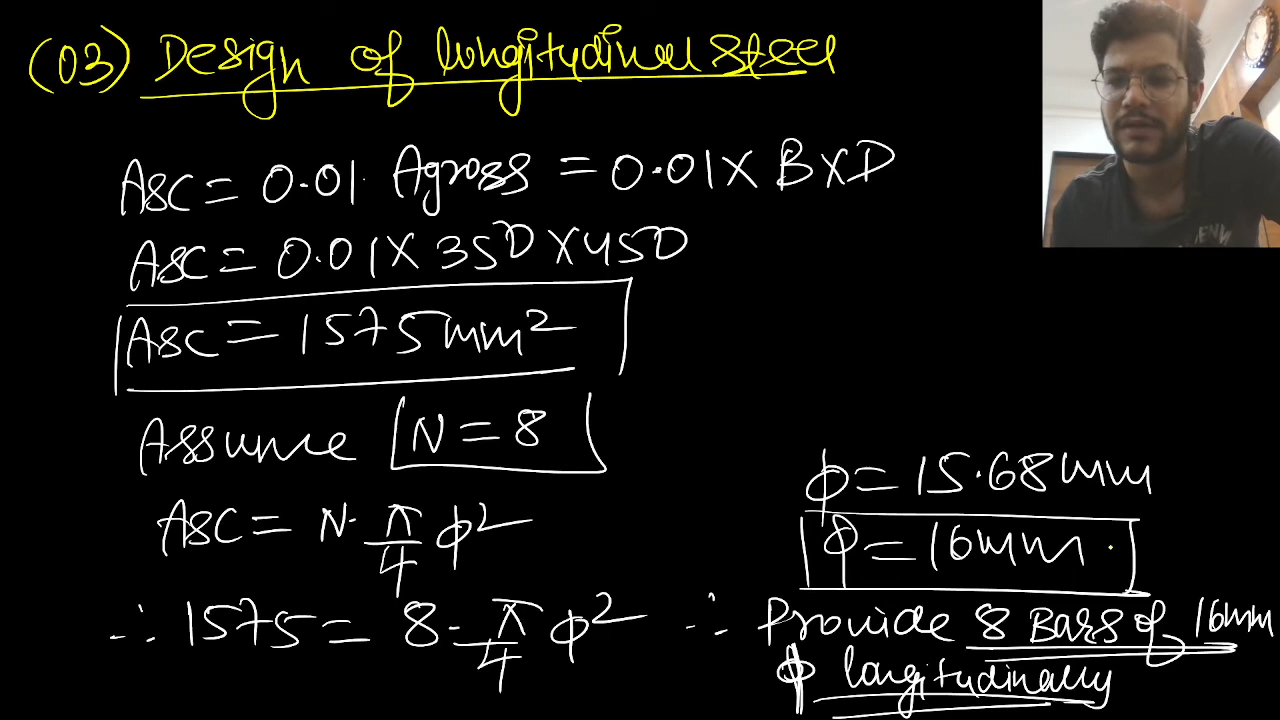 (03) Design of longitudinal steel
Asc = 0.01 Agross = 0.01 x B x D
Asc = 0.01 x 350 x 450
Asc = 1575 mm²
Assume N = 8
Asc = N. π/4 ϕ²
∴ 1575 = 8. π/4 ϕ²
ϕ = 15.68 mm
ϕ = 16 mm.
∴ Provide 8 Bars of 16mm
ϕ longitudinally